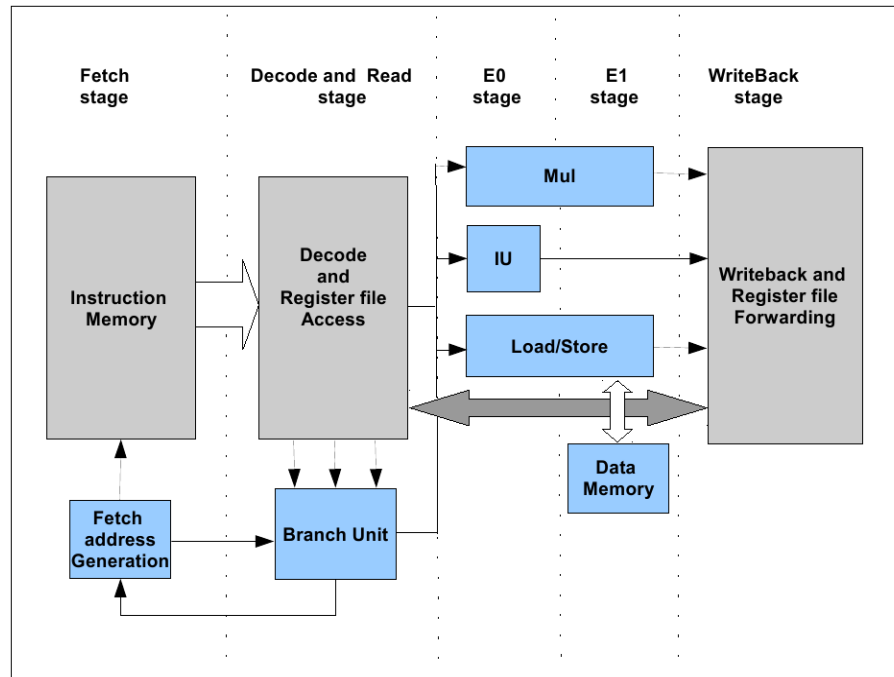 Fetch
stage
Decode and Read
stage
E0
stage
E1
stage
WriteBack
stage
Instruction
Memory
Decode
and
Register file
Access
Mul
IU
Load/Store
Writeback and
Register file
Forwarding
Data
Memory
Fetch
address
Generation
Branch Unit